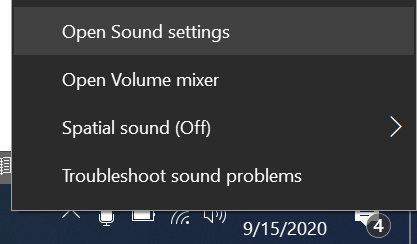 Open Sound settings
Open Volume mixer
Spatial sound (Off)
Troubleshoot sound problems
9/15/2020
4